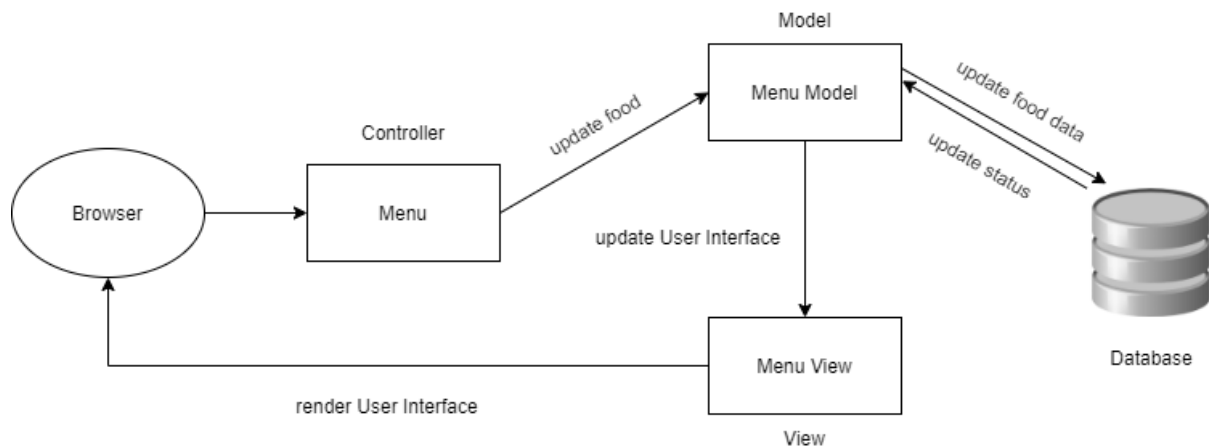 Model
Menu Model
update food data
update status
update food
Controller
Browser
Menu
update User Interface
Menu View
Database
render User Interface
View